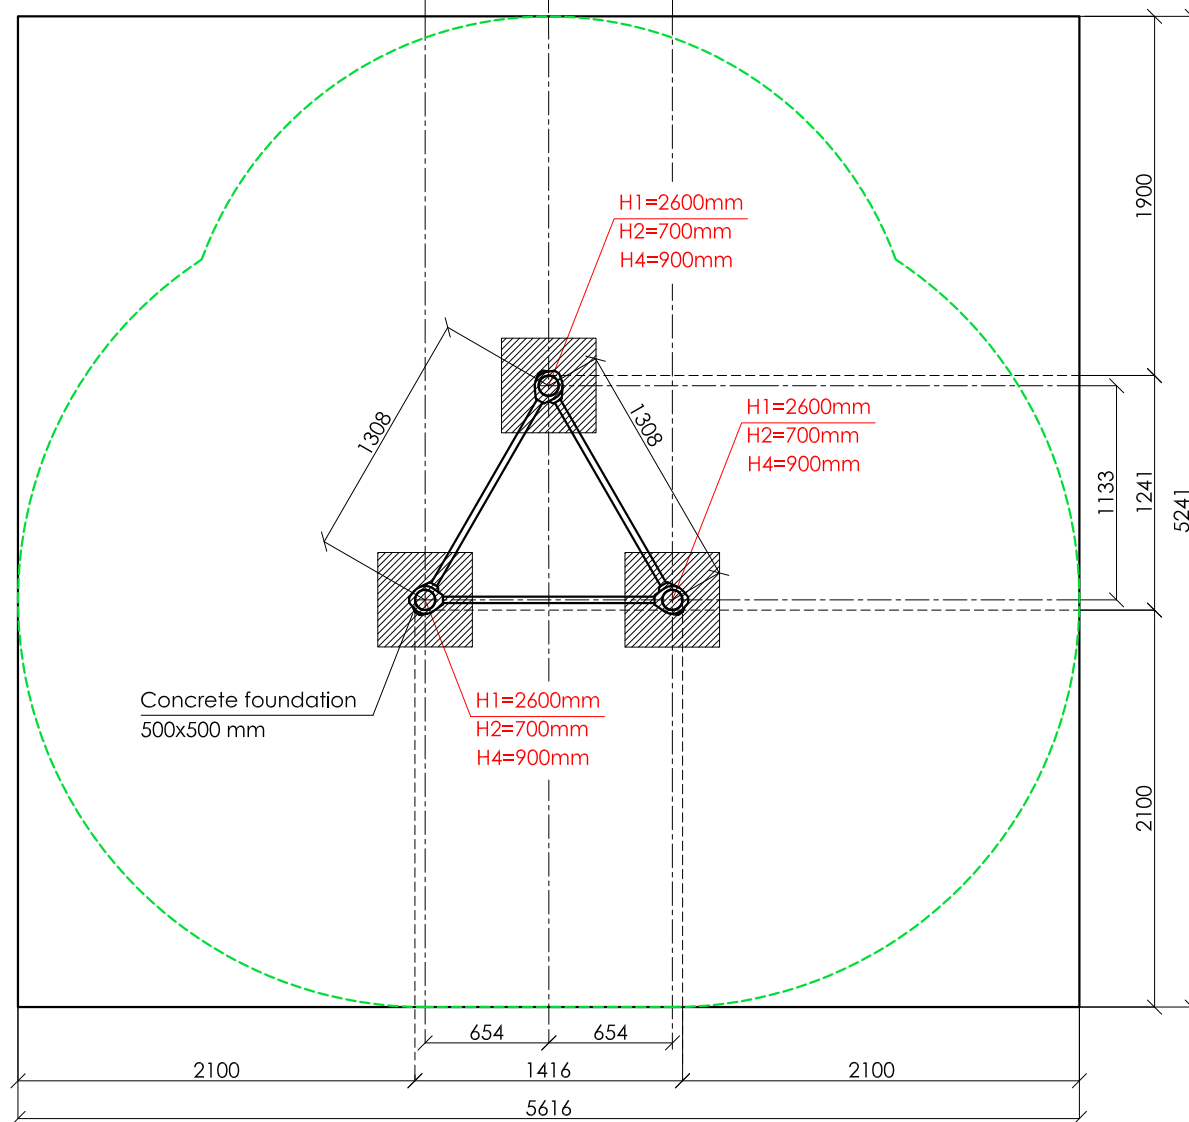 H1=2600mm
H2=700mm
H4=900mm
1900
1308
1308
H1=2600mm
H2=700mm
H4=900mm
1133
1241
5241
Concrete foundation
500x500 mm
H1=2600mm
H2=700mm
H4=900mm
2100
654
654
2100
1416
2100
5616